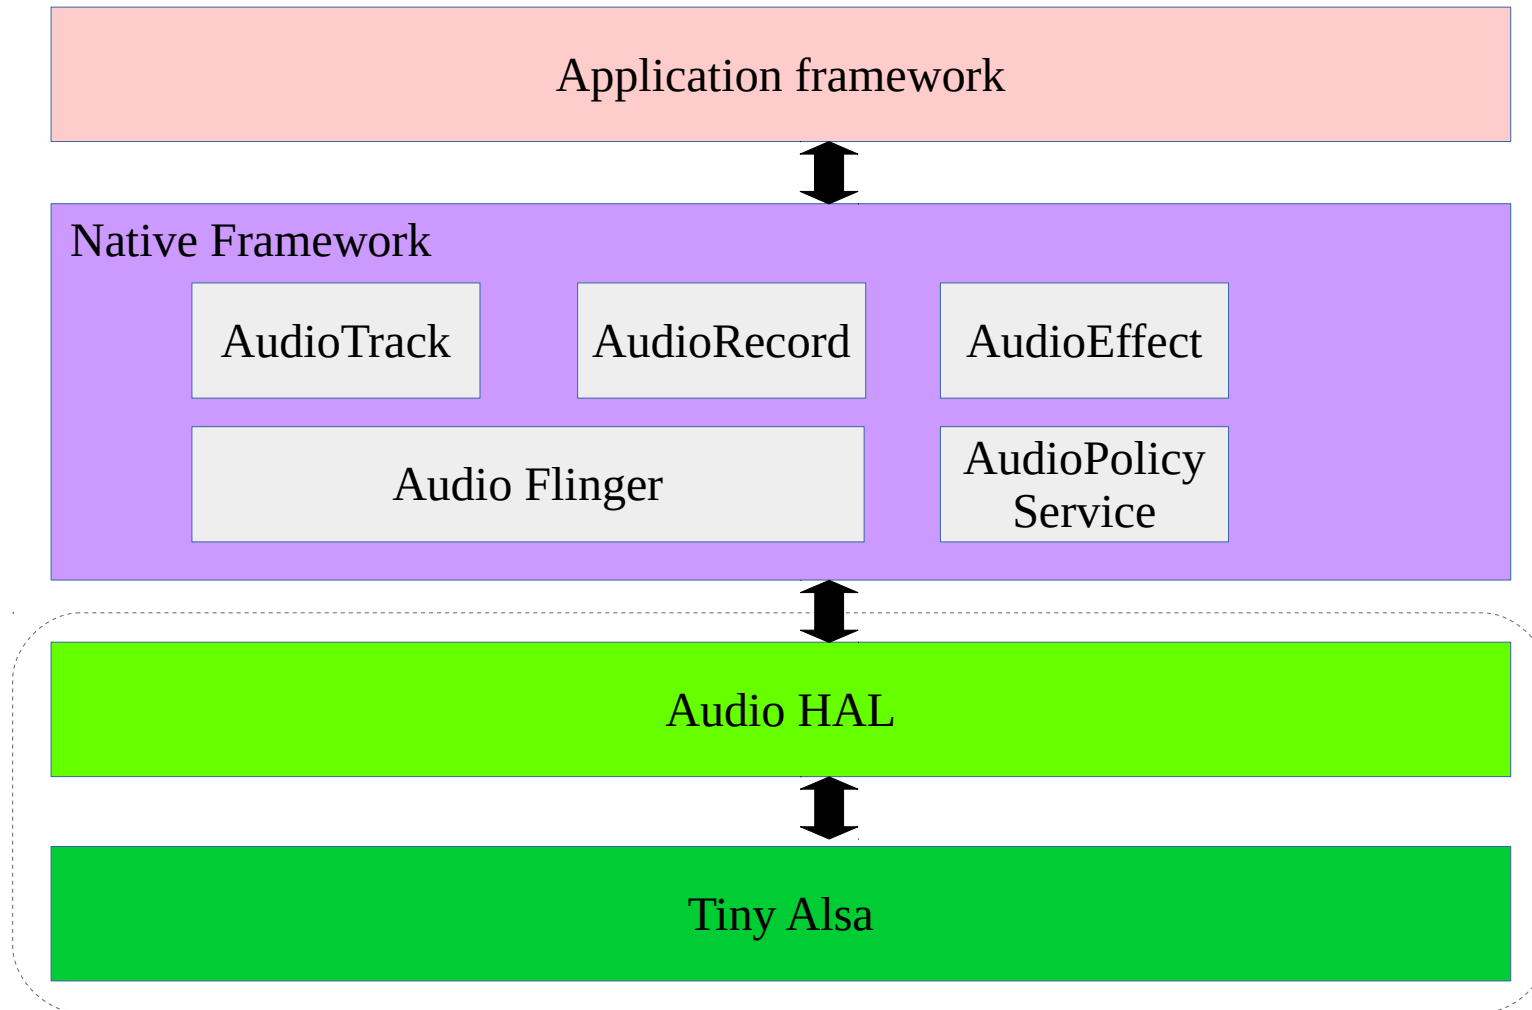 Application framework
Native Framework
AudioTrack
AudioRecord
AudioEffect
Audio Flinger
AudioPolicy
Service
Audio HAL
Tiny Alsa